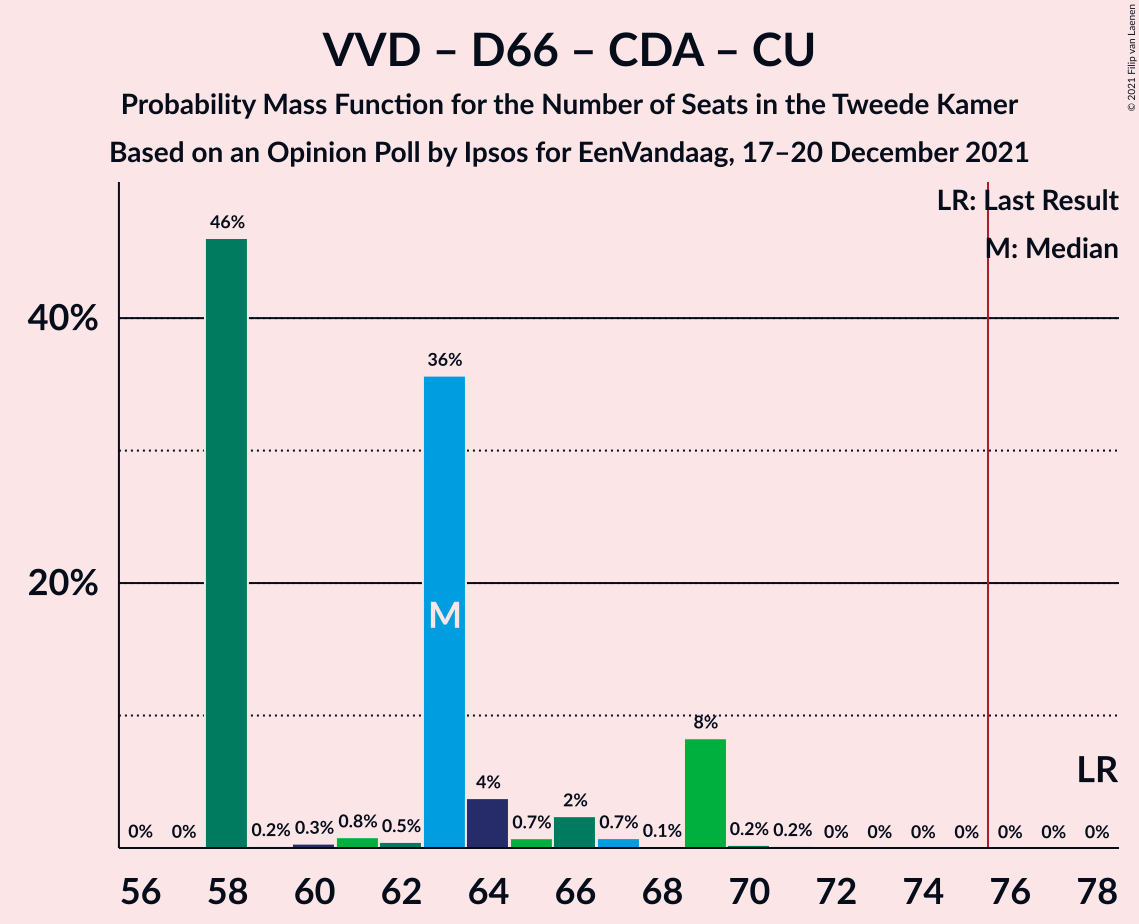 VVD – D66 – CDA – CU
Probability Mass Function for the Number of Seats in the Tweede Kamer
Based on an Opinion Poll by Ipsos for EenVandaag, 17–20 December 2021
© 2021 Filip van Laenen
LR: Last Result
M: Median
40%
20%
0% 0% 46% 0.2% 0.3% 0.8% 0.5% 36% 4% 0.7% 2% 0.7% 0.1% 8% 0.2% 0.2% 0% 0% 0% 0% 0% 0% 0%
M
LR
56 58 60 62 64 66 68 70 72 74 76 78